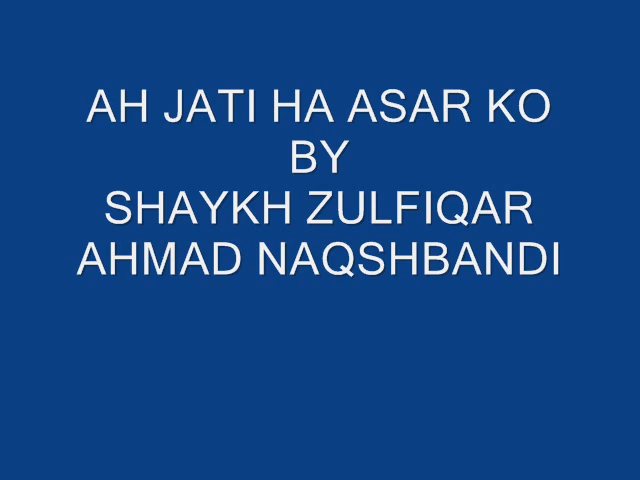 AH JATI HA ASAR KO
BY
SHAYKH ZULFIQAR
AHMAD NAQSHBANDI